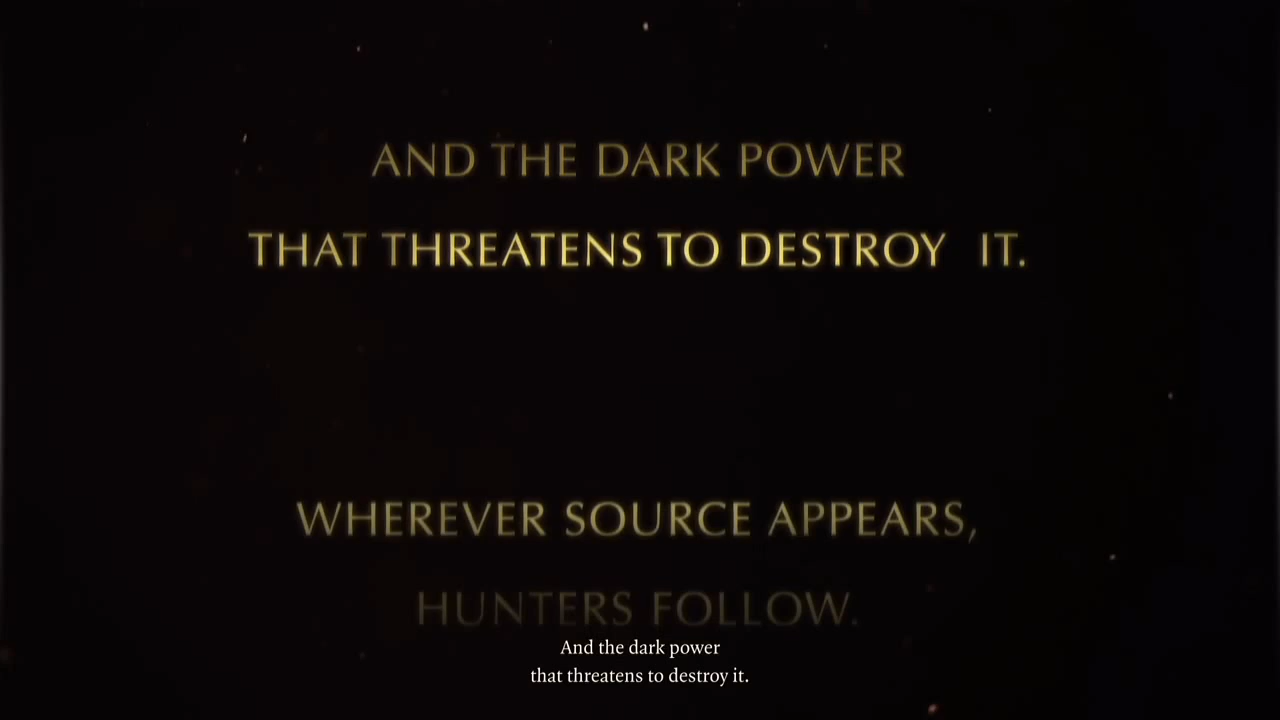 AND THE DARK POWER
THAT THREATENS TO DESTROY IT.
WHEREVER SOURCE APPEARS,
HUNTERS FOLLOW.
And the dark power
that threatens to destroy it.